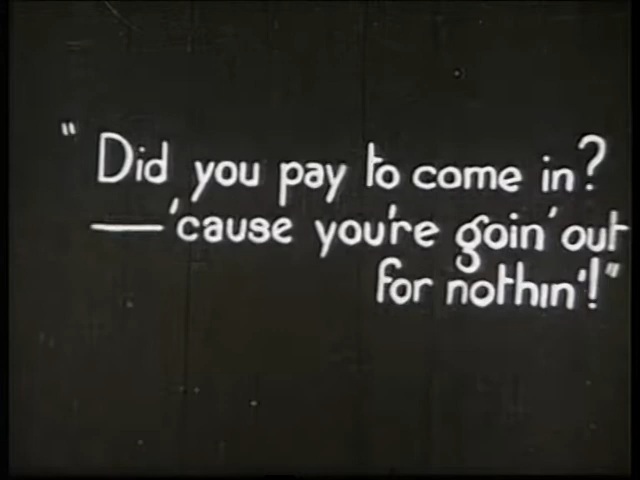 "Did you pay to come in?
—'cause you're goin' out
for nothin'!"